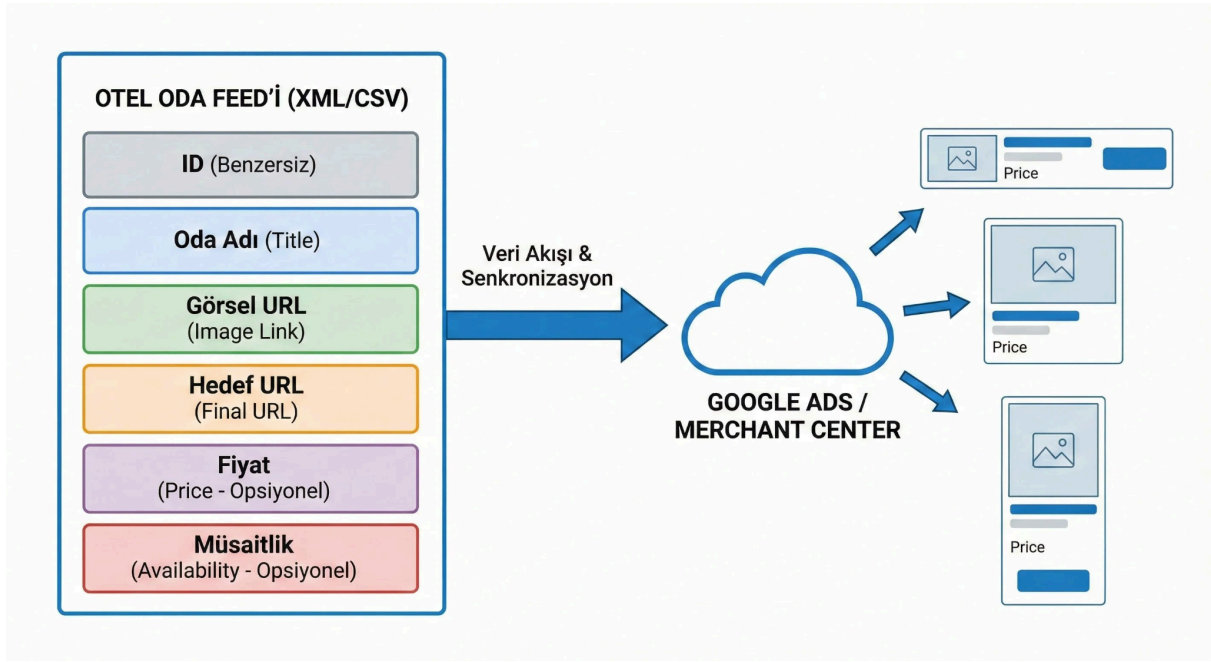 OTEL ODA FEED'İ (XML/CSV)
ID (Benzersiz)
Oda Adı (Title)
Görsel URL
(Image Link)
Hedef URL
(Final URL)
Fiyat
(Price - Opsiyonel)
Müsaitlik
(Availability - Opsiyonel)
Veri Akışı &
Senkronizasyon
GOOGLE ADS /
MERCHANT CENTER
Price
Price
Price